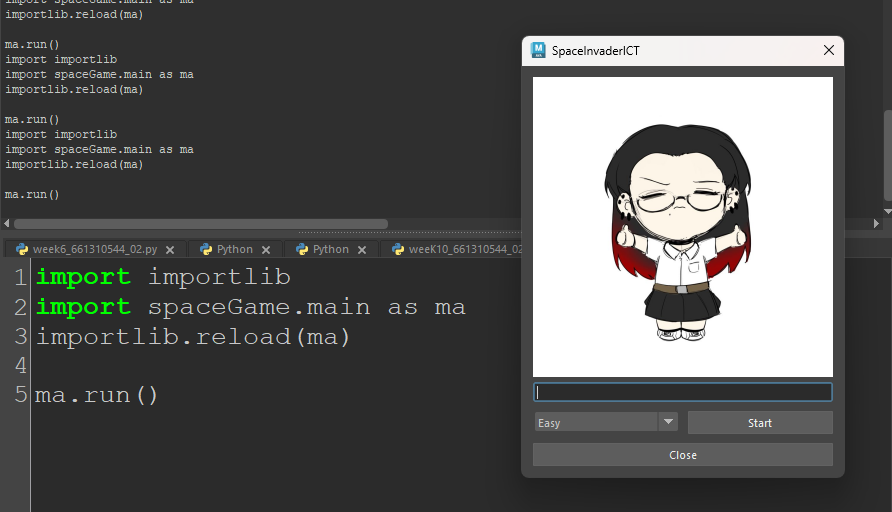 import spaceGame.main as ma
importlib.reload(ma)
ma.run()
import importlib
import spaceGame.main as ma
importlib.reload(ma)
ma.run()
import importlib
import spaceGame.main as ma
importlib.reload(ma)
ma.run()
week6_661310544_02.py
Python
Python
weeK10_661310544_02
1 import importlib
2 import spaceGame.main as ma
3 importlib.reload(ma)
4
5 ma.run()
SpaceInvaderICT
Easy
Start
Close